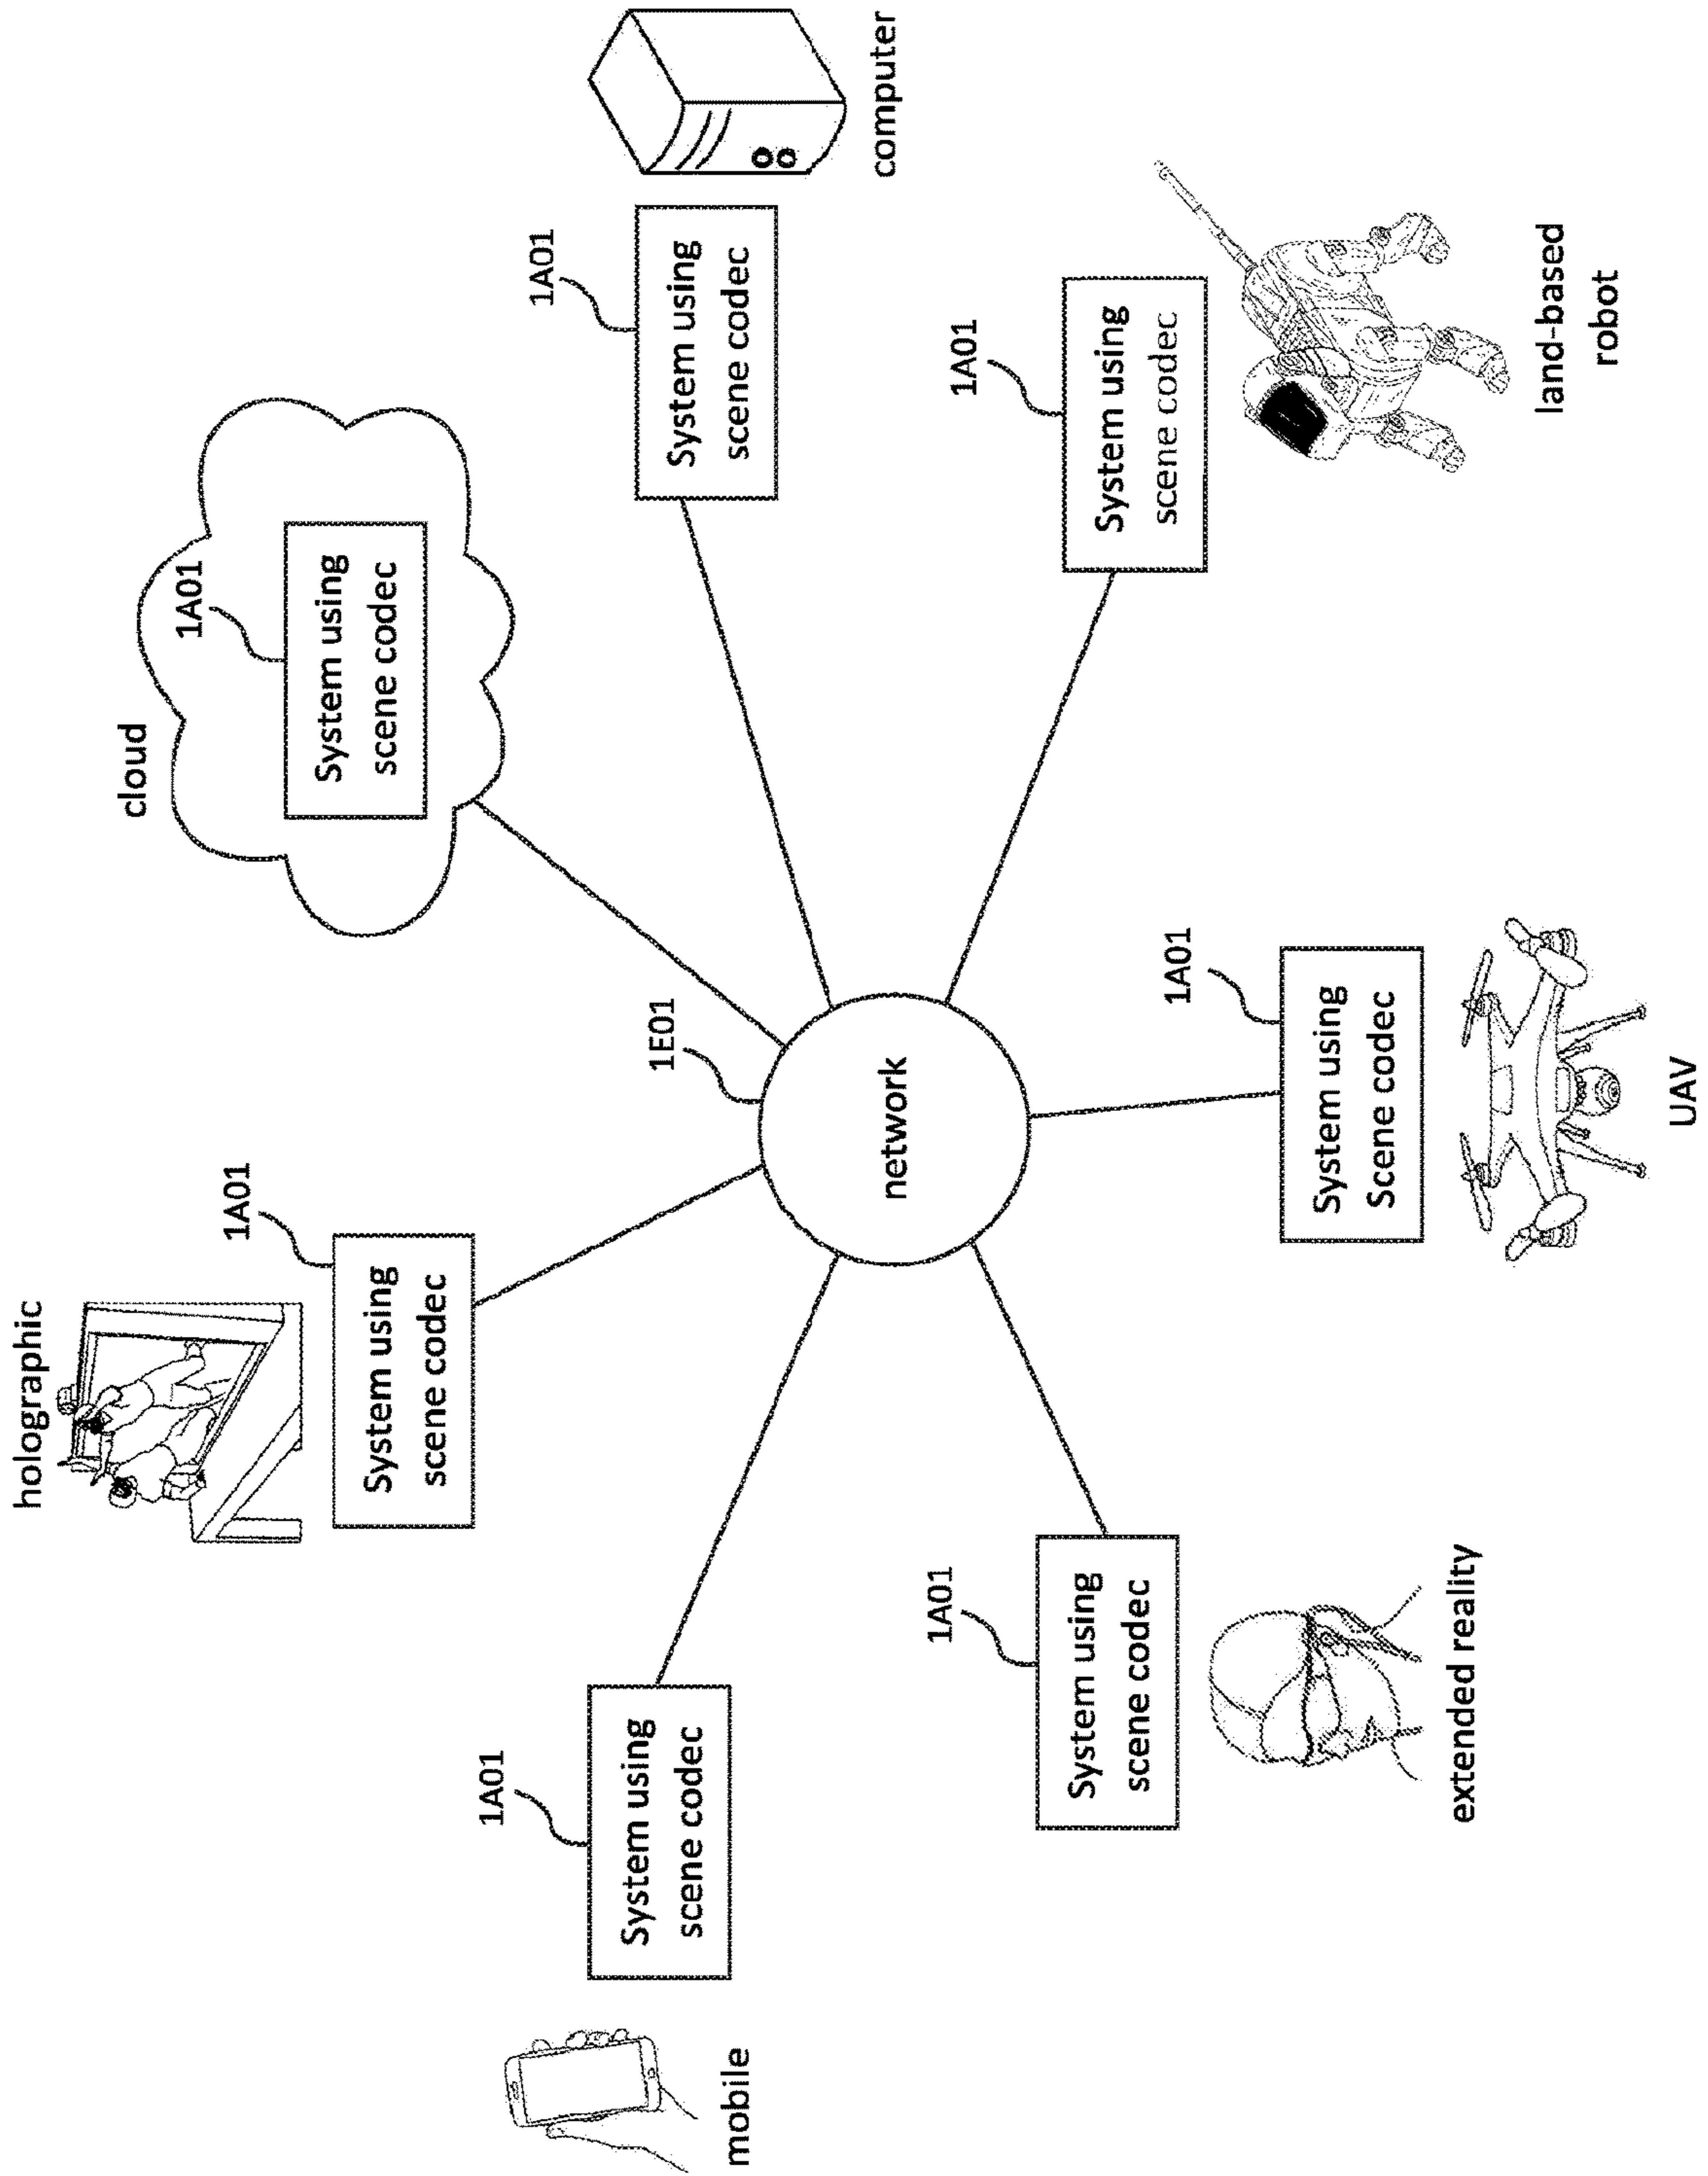 holographic
1A01
System using
scene codec
cloud
1A01
System using
scene codec
mobile
1A01
System using
scene codec
1E01
network
1A01
System using
scene codec
computer
1A01
System using
scene codec
extended reality
1A01
System using
Scene codec
UAV
1A01
System using
scene codec
land-based
robot